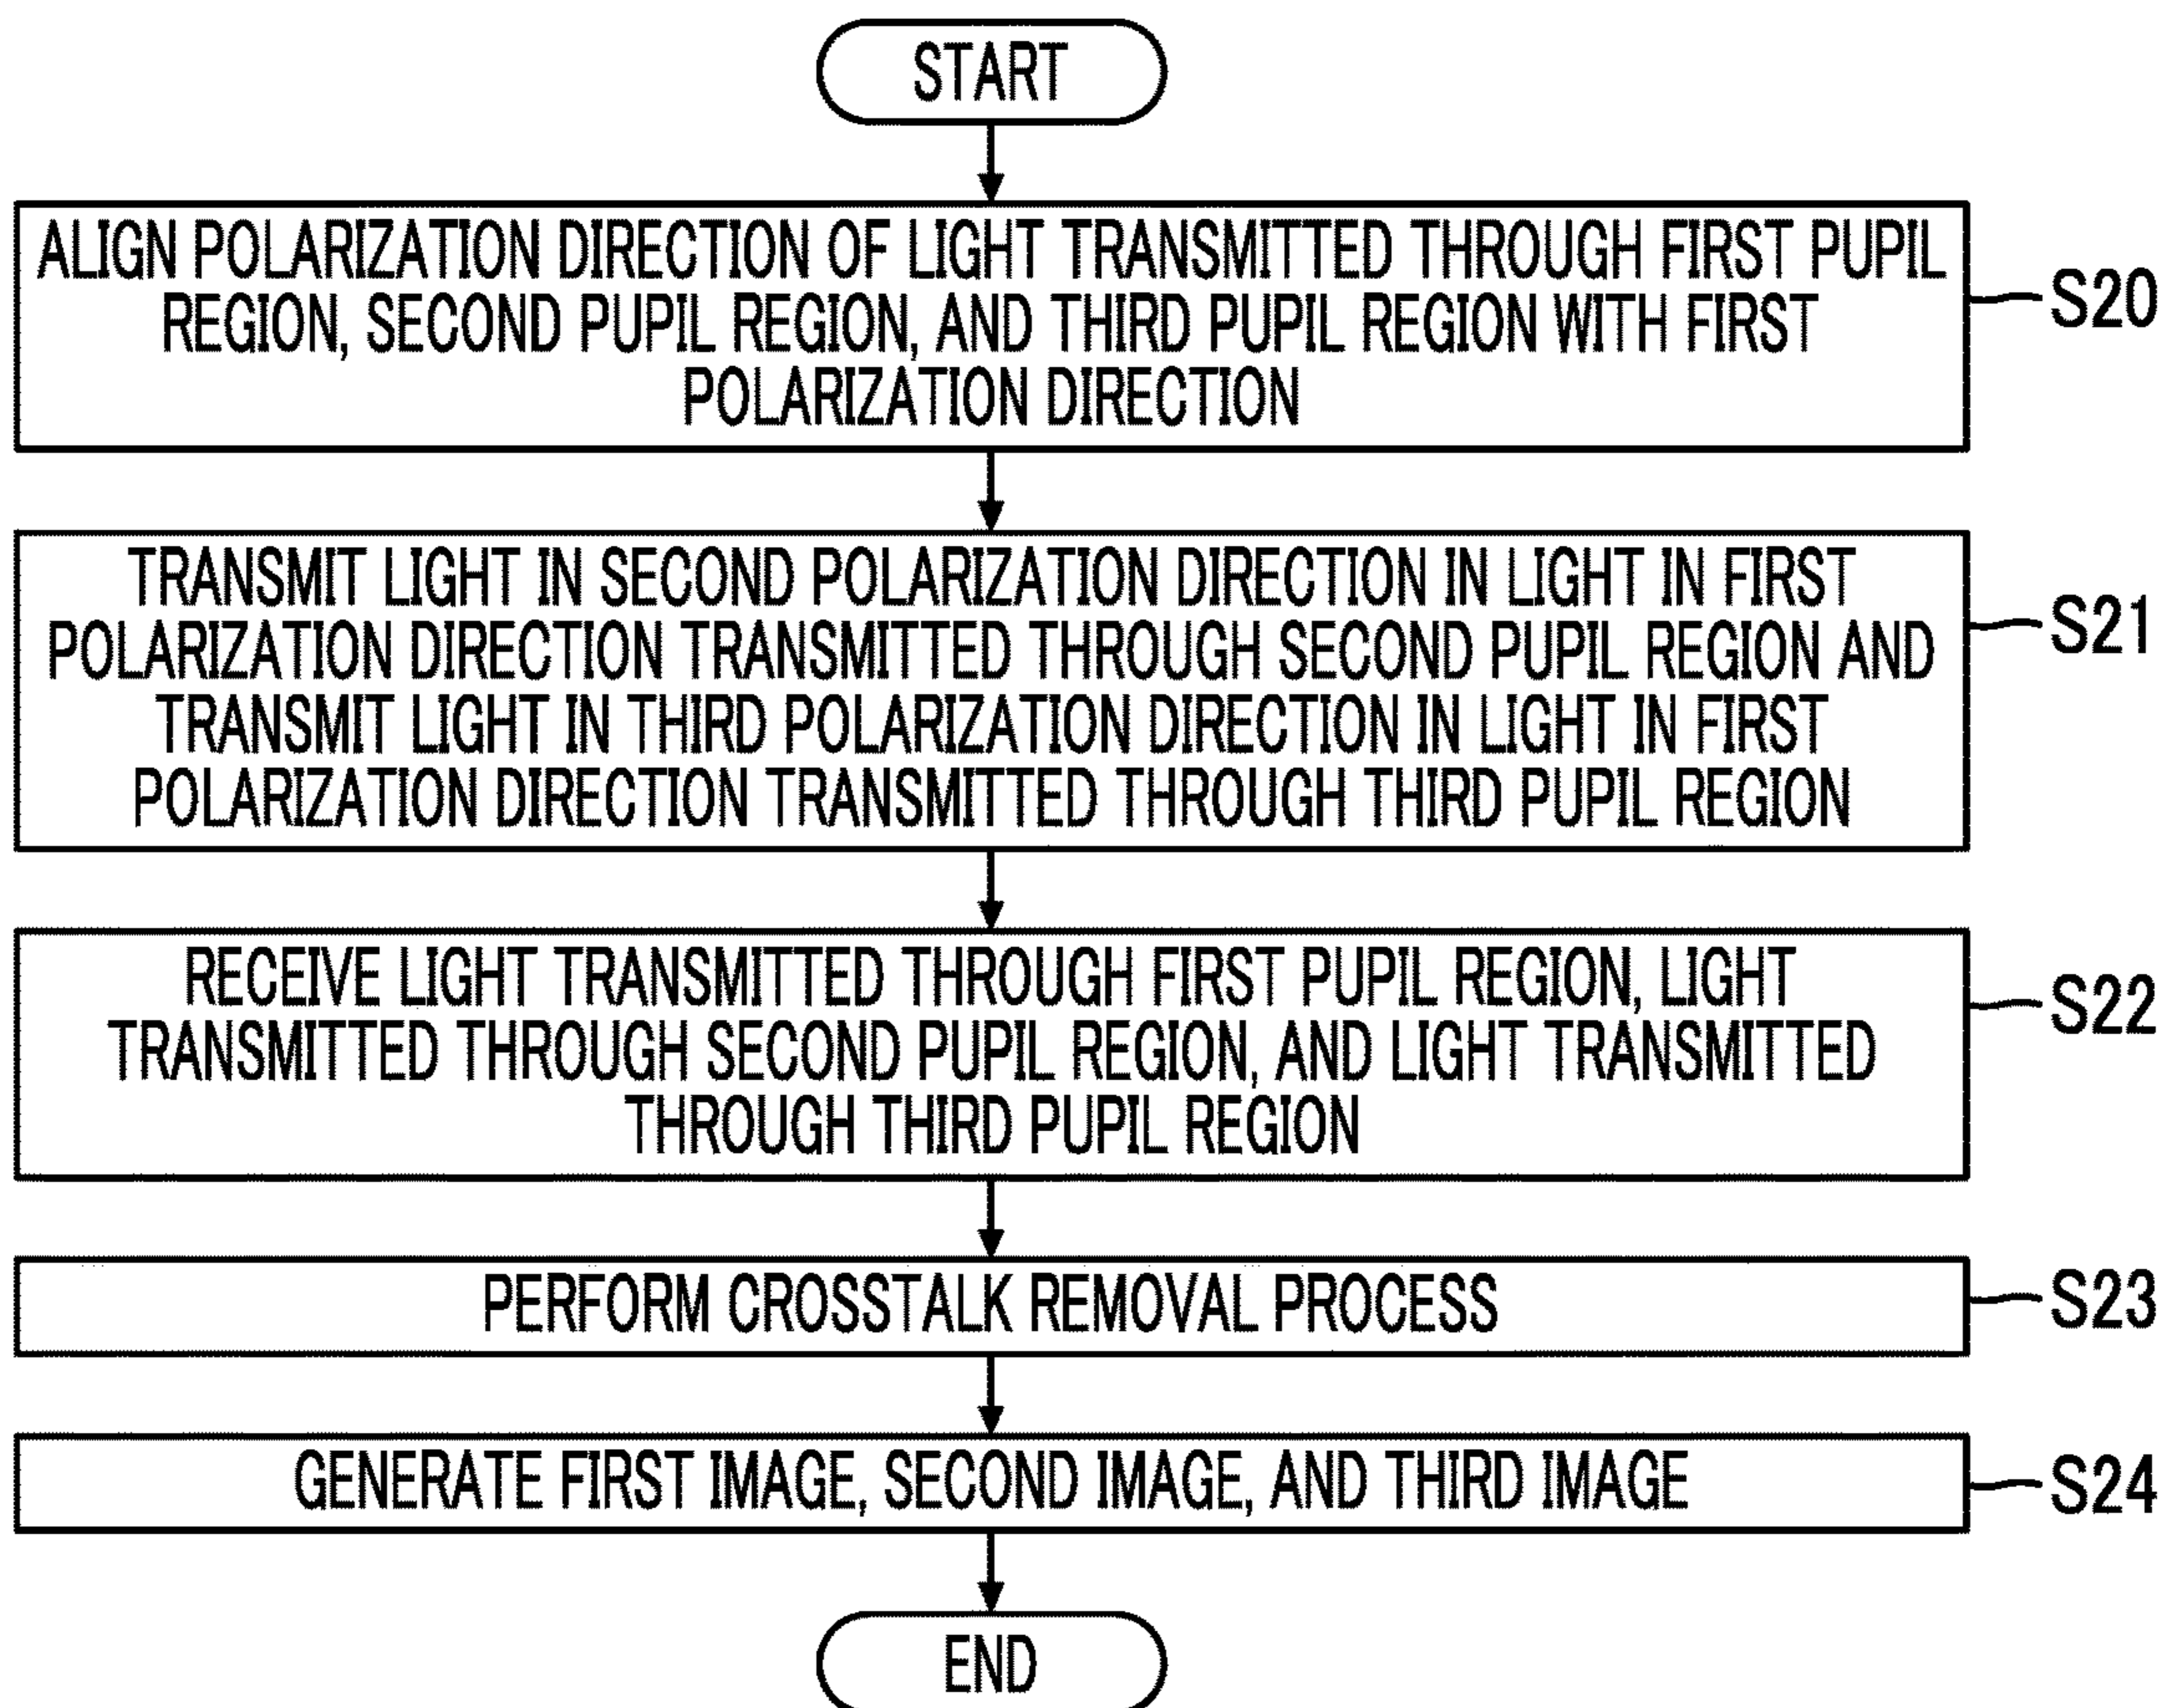 START
ALIGN POLARIZATION DIRECTION OF LIGHT TRANSMITTED THROUGH FIRST PUPIL
REGION, SECOND PUPIL REGION, AND THIRD PUPIL REGION WITH FIRST
POLARIZATION DIRECTION
S20
TRANSMIT LIGHT IN SECOND POLARIZATION DIRECTION IN LIGHT IN FIRST
POLARIZATION DIRECTION TRANSMITTED THROUGH SECOND PUPIL REGION AND
TRANSMIT LIGHT IN THIRD POLARIZATION DIRECTION IN LIGHT IN FIRST
POLARIZATION DIRECTION TRANSMITTED THROUGH THIRD PUPIL REGION
S21
RECEIVE LIGHT TRANSMITTED THROUGH FIRST PUPIL REGION, LIGHT
TRANSMITTED THROUGH SECOND PUPIL REGION, AND LIGHT TRANSMITTED
THROUGH THIRD PUPIL REGION
S22
PERFORM CROSSTALK REMOVAL PROCESS
S23
GENERATE FIRST IMAGE, SECOND IMAGE, AND THIRD IMAGE
S24
END